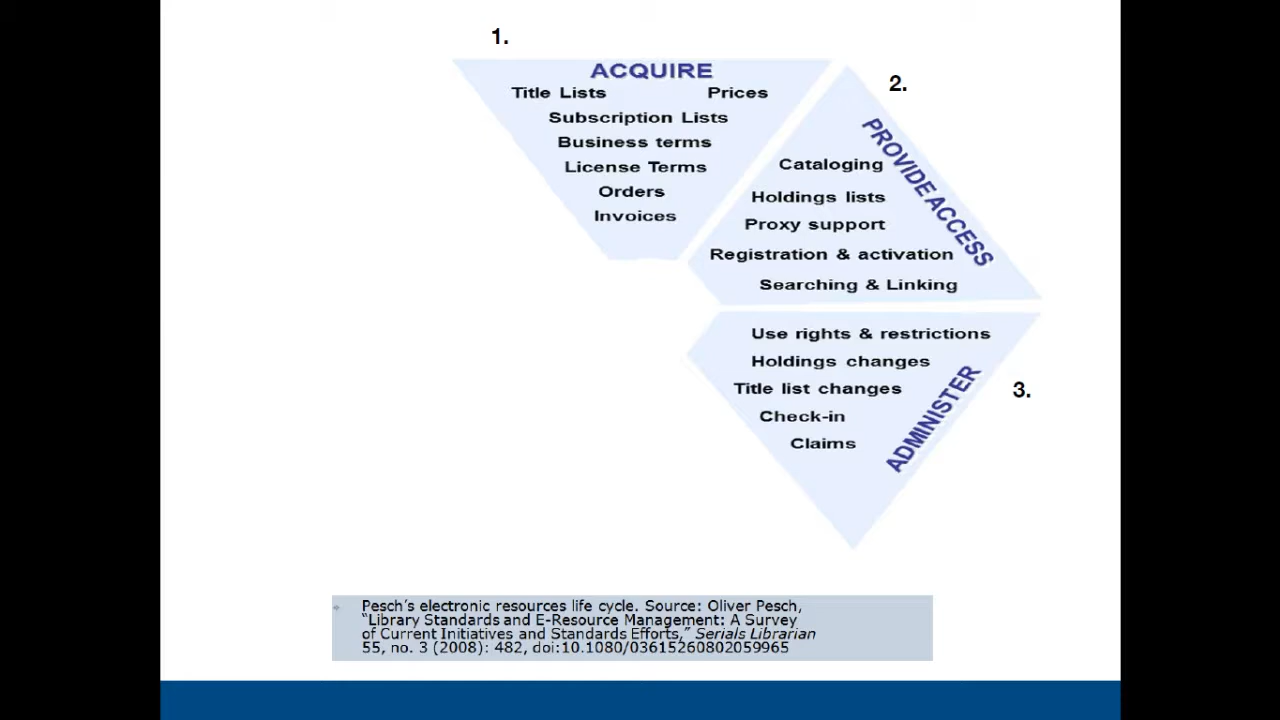 1.
ACQUIRE
Title Lists Prices
Subscription Lists
Business terms
License Terms
Orders
Invoices
2.
PROVIDE ACCESS
Cataloging
Holdings lists
Proxy support
Registration & activation
Searching & Linking
Use rights & restrictions
Holdings changes
Title list changes
Check-in
Claims
ADMINISTER
3.
Pesch's electronic resources life cycle. Source: Oliver Pesch,
"Library Standards and E-Resource Management: A Survey
of Current Initiatives and Standards Efforts," Serials Librarian
55, no. 3 (2008): 482, doi:10.1080/03615260802059965